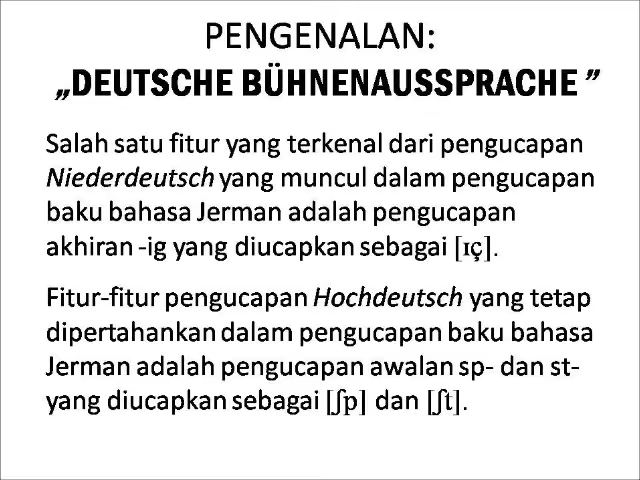 PENGENALAN:
„DEUTSCHE BÜHNENAUSSPRACHE ”
Salah satu fitur yang terkenal dari pengucapan
Niederdeutsch yang muncul dalam pengucapan
baku bahasa Jerman adalah pengucapan
akhiran -ig yang diucapkan sebagai [ɪç].
Fitur-fitur pengucapan Hochdeutsch yang tetap
dipertahankan dalam pengucapan baku bahasa
Jerman adalah pengucapan awalan sp- dan st-
yang diucapkan sebagai [ʃp] dan [ʃt].